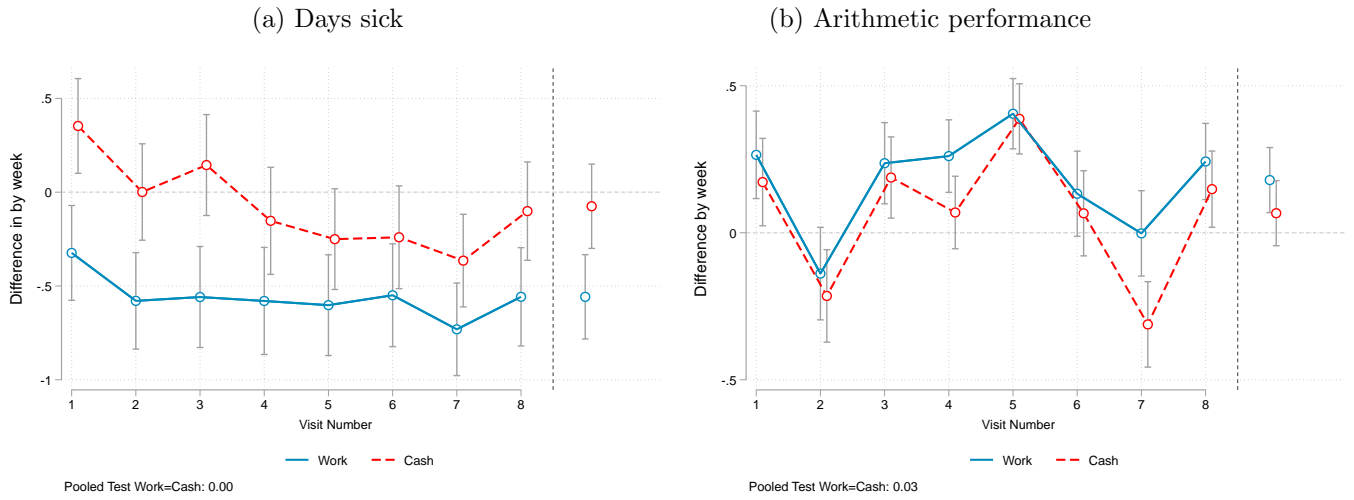 (a) Days sick
Difference in by week
.5
0
-.5
-1
1 2 3 4 5 6 7 8
Visit Number
Work Cash
Pooled Test Work=Cash: 0.00
(b) Arithmetic performance
Difference by week
.5
0
-.5
1 2 3 4 5 6 7 8
Visit Number
Work Cash
Pooled Test Work=Cash: 0.03